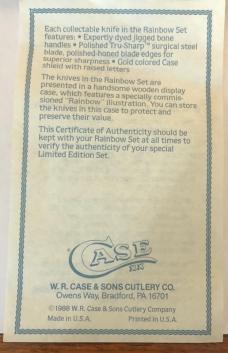 Each collectable knife in the Rainbow Set
features: • Expertly dyed jigged bone
handles • Polished Tru-Sharp™ surgical steel
blade, polished-honed blade edges for
superior sharpness • Gold colored Case
shield with raised letters
The knives in the Rainbow Set are
presented in a handsome wooden display
case, which features a specially commis-
sioned "Rainbow" illustration. You can store
the knives in this case to protect and
preserve their value.
This Certificate of Authenticity should be
kept with your Rainbow Set at all times to
verify the authenticity of your special
Limited Edition Set.
CASE
XX
W. R. CASE & SONS CUTLERY CO.
Owens Way, Bradford, PA 16701
©1988 W. R. Case & Sons Cutlery Company
Made in U.S.A. Printed in U.S.A.